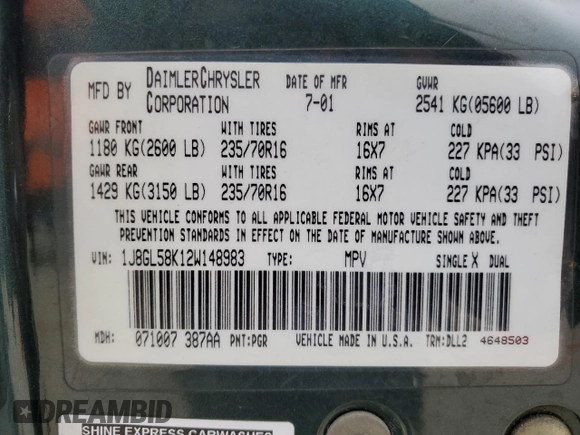 MFD BY DAIMLERCHRYSLER CORPORATION DATE OF MFR 7-01 GVWR 2541 KG(05600 LB)
GAWR FRONT WITH TIRES RIMS AT COLD
1180 KG(2600 LB) 235/70R16 16X7 227 KPA(33 PSI)
GAWR REAR WITH TIRES RIMS AT COLD
1429 KG(3150 LB) 235/70R16 16X7 227 KPA(33 PSI)
THIS VEHICLE CONFORMS TO ALL APPLICABLE FEDERAL MOTOR VEHICLE SAFETY AND THEFT
PREVENTION STANDARDS IN EFFECT ON THE DATE OF MANUFACTURE SHOWN ABOVE.
VIN: 1J8GL58K12W148983 TYPE: MPV SINGLE X DUAL
MDH: 071007 387AA PNT:PGR VEHICLE MADE IN U.S.A. TRM:DLL2 4648503
DREAMBID
SHINE EXPRESS CARWASHES